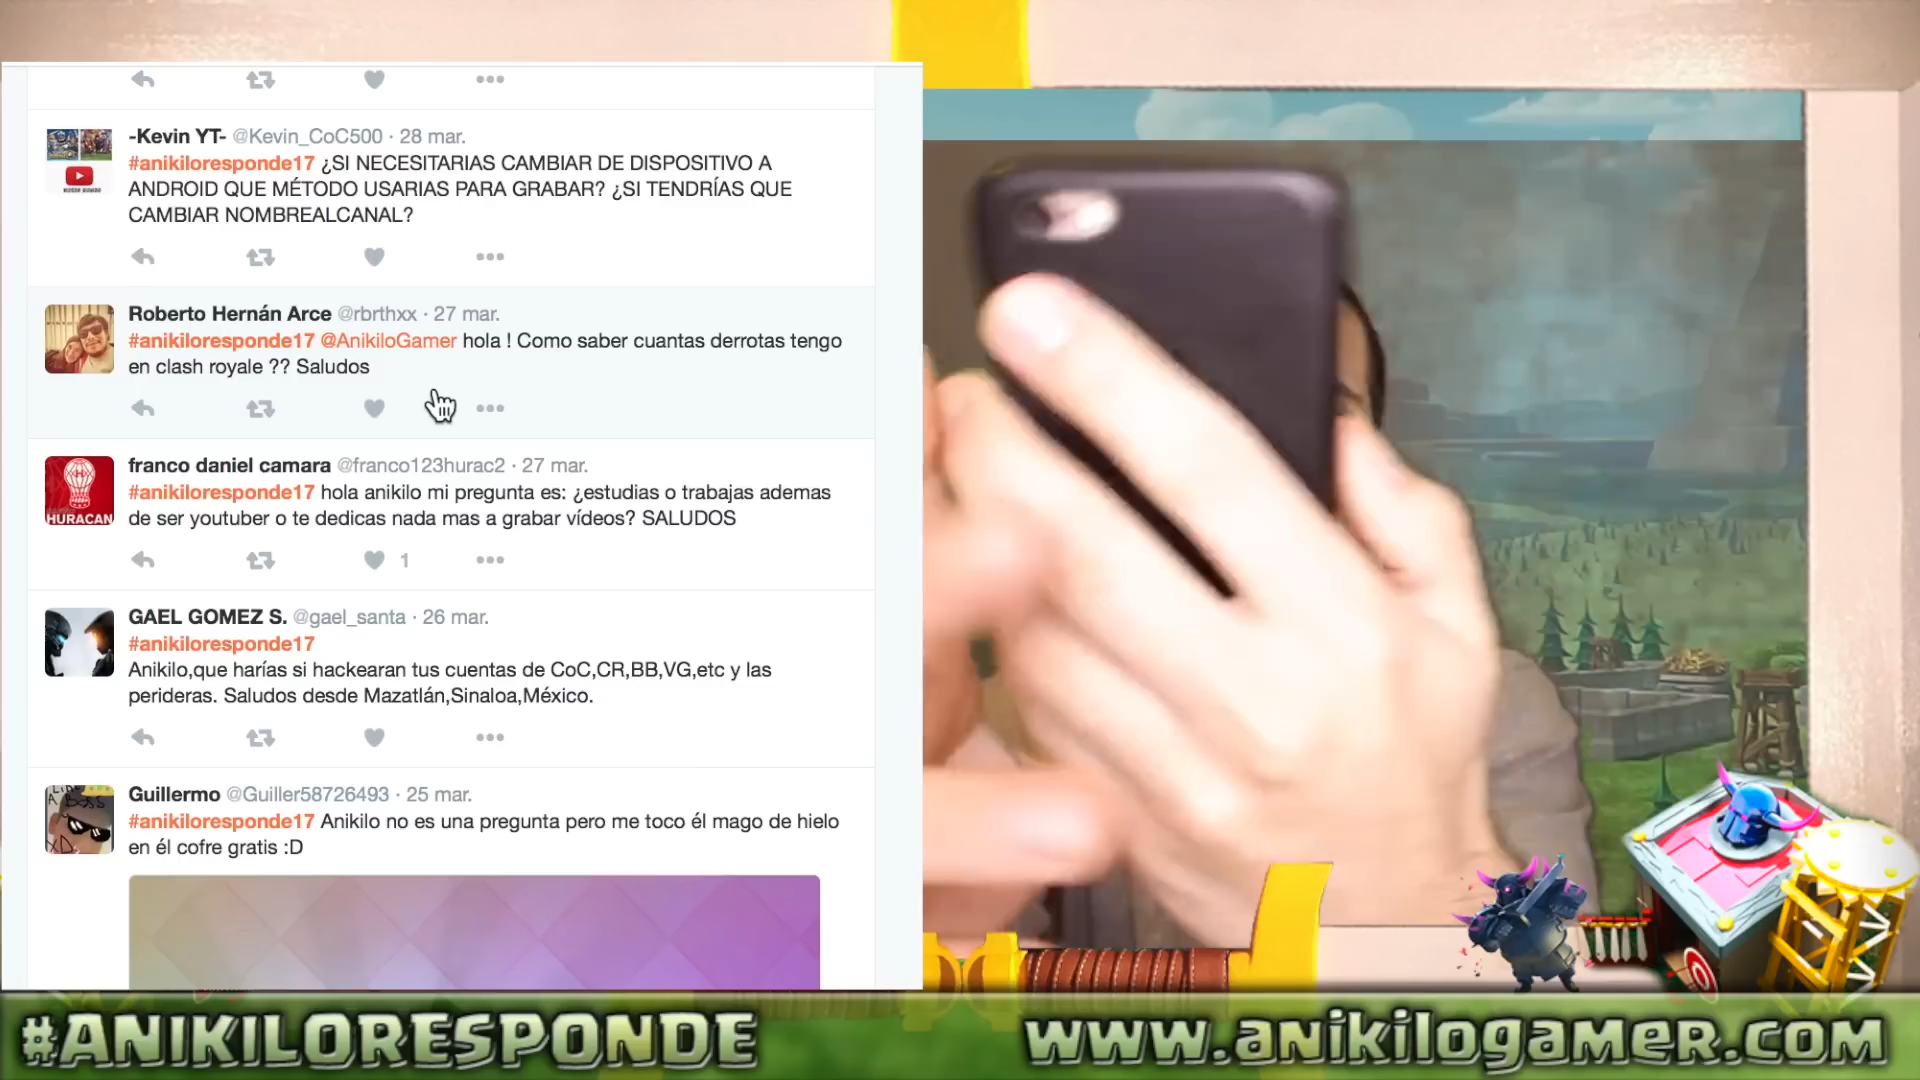 -Kevin YT- @Kevin_CoC500 · 28 mar.
#anikiloresponde17 ¿SI NECESITARIAS CAMBIAR DE DISPOSITIVO A
ANDROID QUE MÉTODO USARIAS PARA GRABAR? ¿SI TENDRÍAS QUE
CAMBIAR NOMBREALCANAL?
Roberto Hernán Arce @rbrthxx · 27 mar.
#anikiloresponde17 @AnikiloGamer hola ! Como saber cuantas derrotas tengo
en clash royale ?? Saludos
franco daniel camara @franco123hurac2 · 27 mar.
HURACAN
#anikiloresponde17 hola anikilo mi pregunta es: ¿estudias o trabajas ademas
de ser youtuber o te dedicas nada mas a grabar vídeos? SALUDOS
1
GAEL GOMEZ S. @gael_santa · 26 mar.
#anikiloresponde17
Anikilo,que harías si hackearan tus cuentas de CoC,CR,BB,VG,etc y las
perideras. Saludos desde Mazatlán,Sinaloa,México.
Guillermo @Guiller58726493 · 25 mar.
#anikiloresponde17 Anikilo no es una pregunta pero me toco él mago de hielo
en él cofre gratis :D
#ANIKILORESPONDE
www.anikilogamer.com